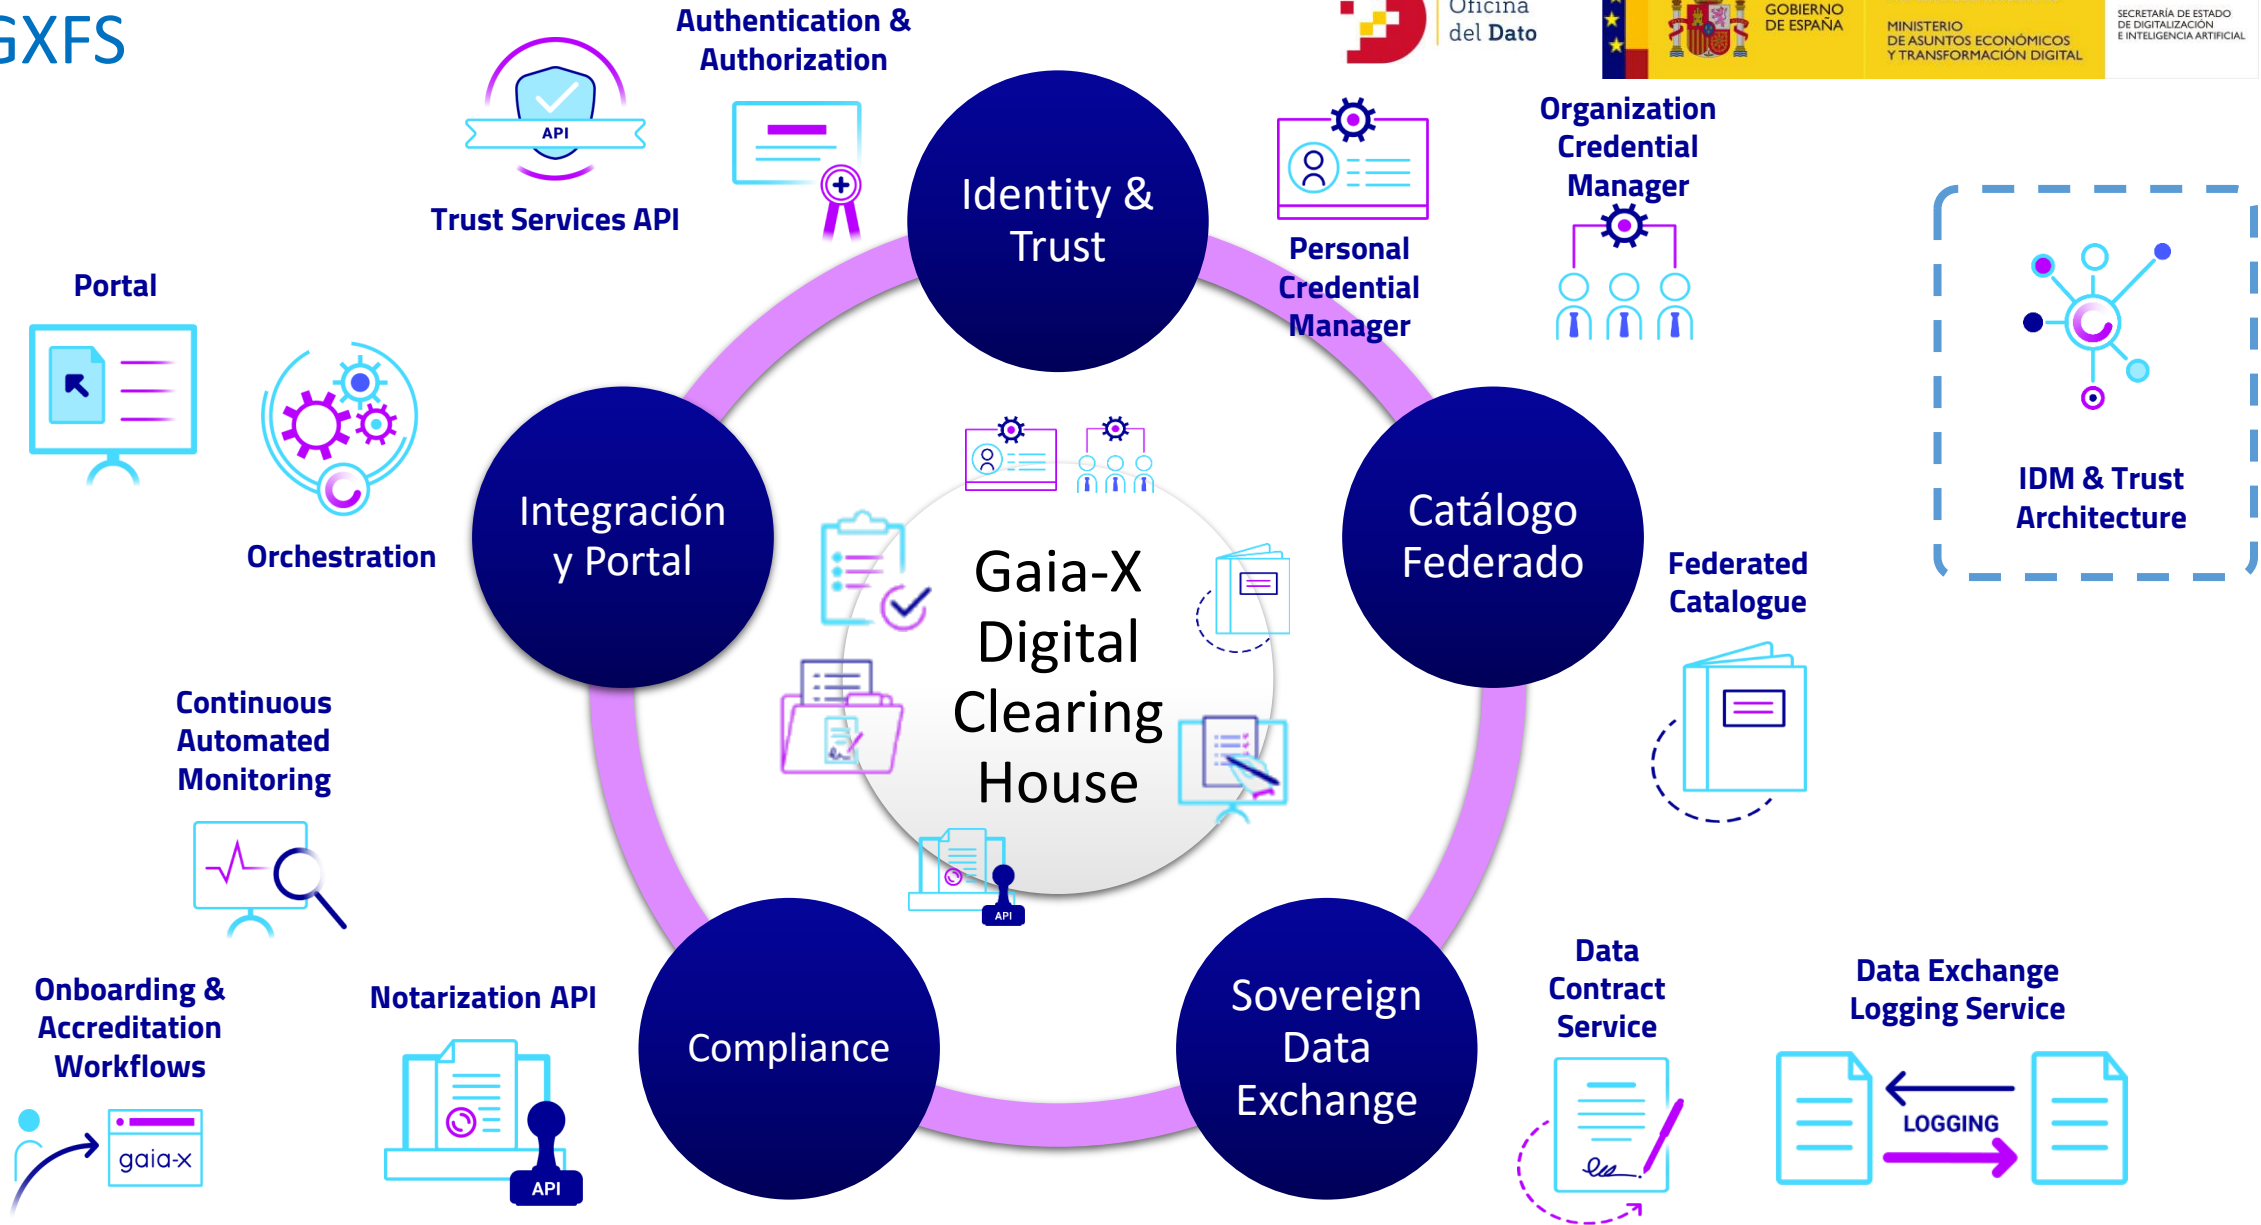 GXFS
Authentication &
Authorization
Oficina
del Dato
GOBIERNO
DE ESPAÑA
MINISTERIO
DE ASUNTOS ECONÓMICOS
Y TRANSFORMACIÓN DIGITAL
SECRETARÍA DE ESTADO
DE DIGITALIZACIÓN
E INTELIGENCIA ARTIFICIAL
API
Trust Services API
Identity &
Trust
Personal
Credential
Manager
Organization
Credential
Manager
IDM & Trust
Architecture
Portal
Orchestration
Integración
y Portal
Gaia-X
Digital
Clearing
House
API
Catálogo
Federado
Federated
Catalogue
Continuous
Automated
Monitoring
Onboarding &
Accreditation
Workflows
gaia-x
Notarization API
API
Compliance
Sovereign
Data
Exchange
Data
Contract
Service
Data Exchange
Logging Service
LOGGING